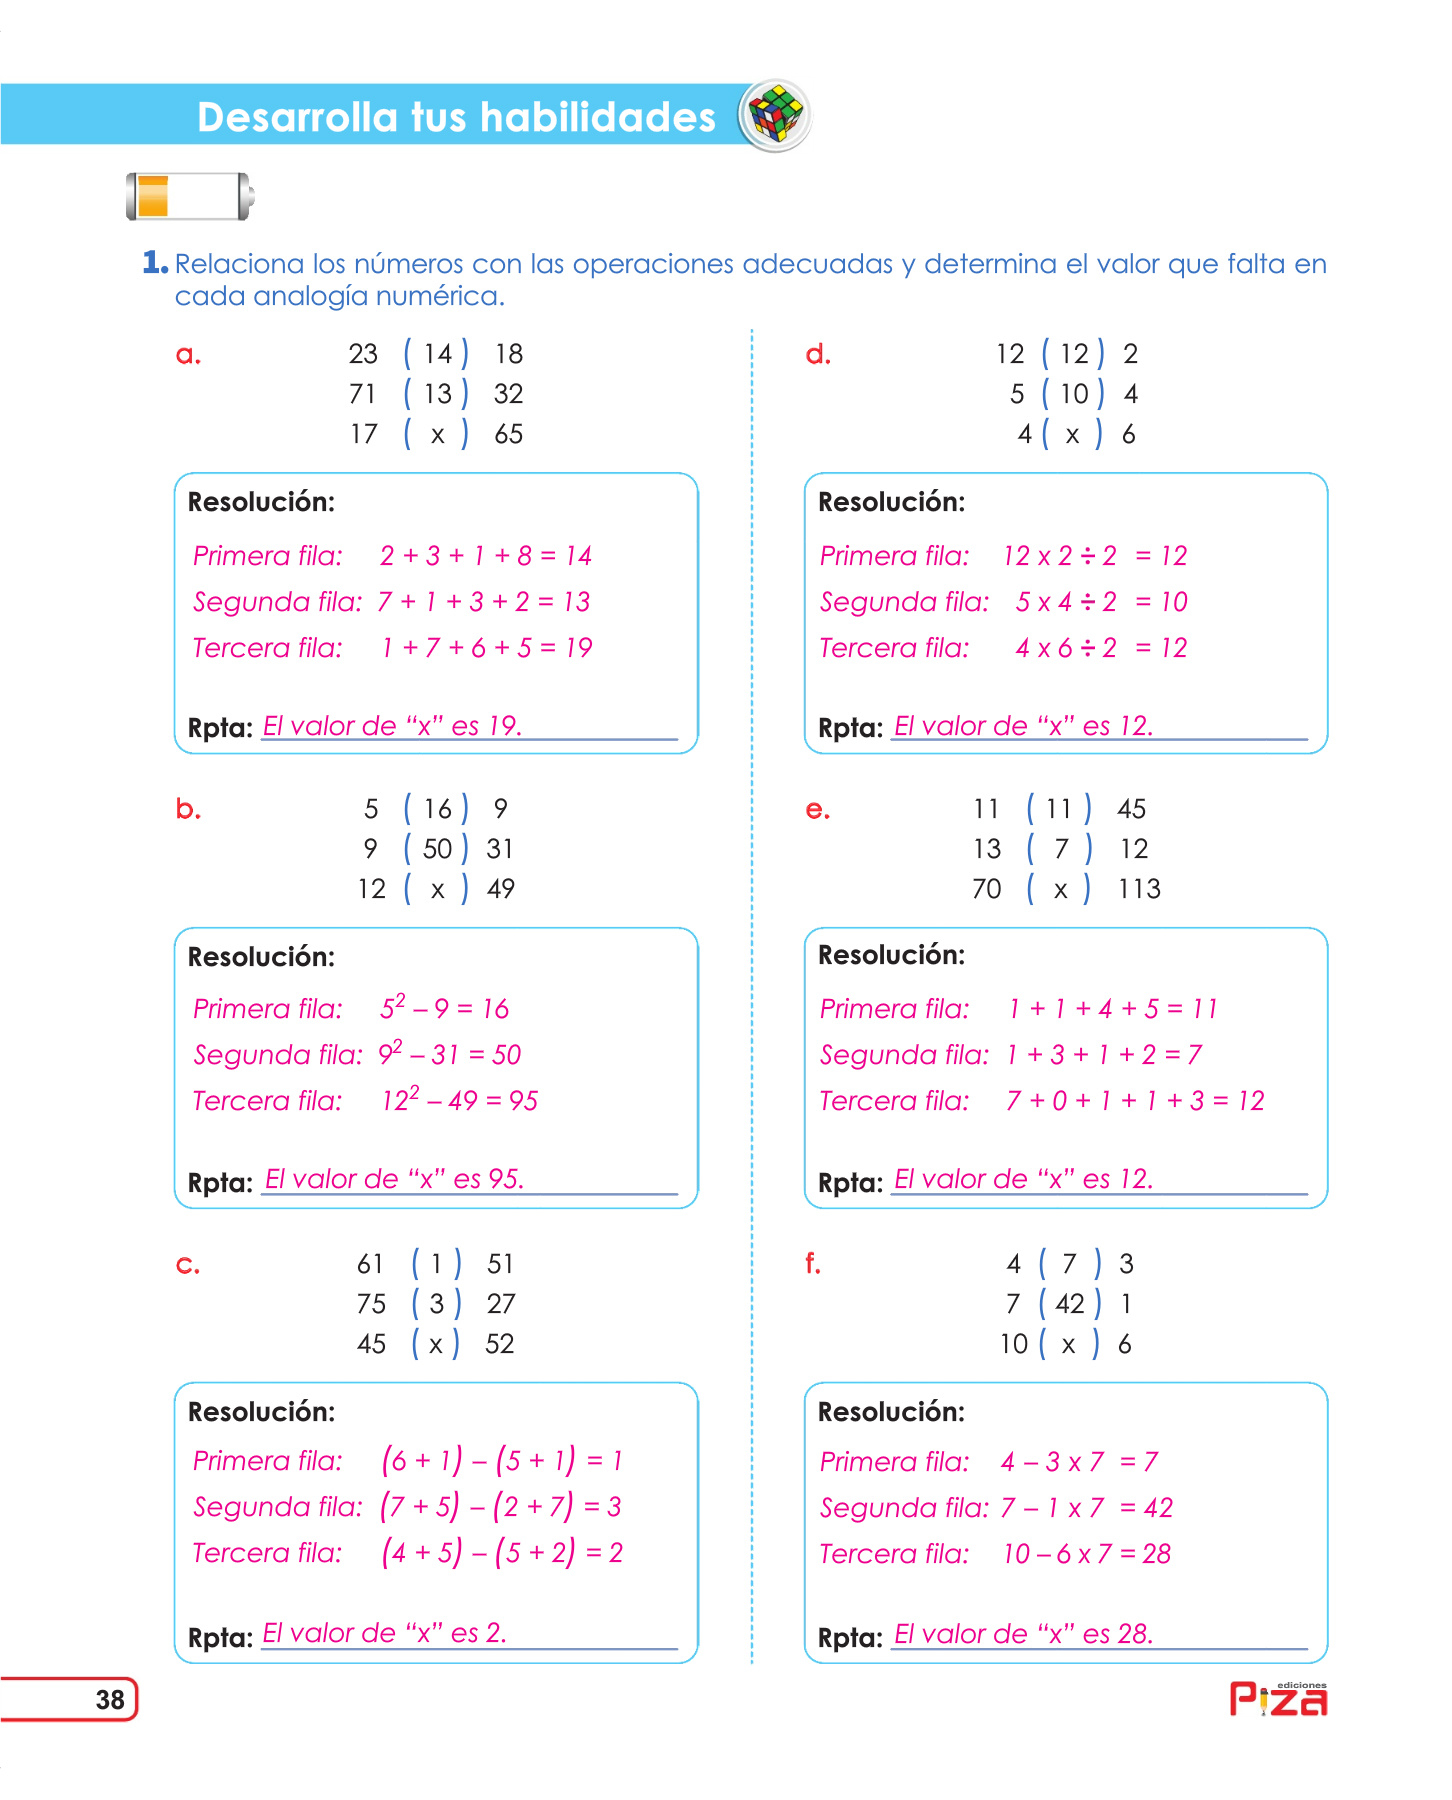 Desarrolla tus habilidades
1. Relaciona los números con las operaciones adecuadas y determina el valor que falta en
cada analogía numérica.
a. 23 ( 14 ) 18
71 ( 13 ) 32
17 ( x ) 65
Resolución:
Primera fila: 2 + 3 + 1 + 8 = 14
Segunda fila: 7 + 1 + 3 + 2 = 13
Tercera fila: 1 + 7 + 6 + 5 = 19
Rpta: El valor de “x” es 19.
b. 5 ( 16 ) 9
9 ( 50 ) 31
12 ( x ) 49
Resolución:
Primera fila: 5² – 9 = 16
Segunda fila: 9² – 31 = 50
Tercera fila: 12² – 49 = 95
Rpta: El valor de “x” es 95.
c. 61 ( 1 ) 51
75 ( 3 ) 27
45 ( x ) 52
Resolución:
Primera fila: (6 + 1) – (5 + 1) = 1
Segunda fila: (7 + 5) – (2 + 7) = 3
Tercera fila: (4 + 5) – (5 + 2) = 2
Rpta: El valor de “x” es 2.
d. 12 ( 12 ) 2
5 ( 10 ) 4
4 ( x ) 6
Resolución:
Primera fila: 12 x 2 ÷ 2 = 12
Segunda fila: 5 x 4 ÷ 2 = 10
Tercera fila: 4 x 6 ÷ 2 = 12
Rpta: El valor de “x” es 12.
e. 11 ( 11 ) 45
13 ( 7 ) 12
70 ( x ) 113
Resolución:
Primera fila: 1 + 1 + 4 + 5 = 11
Segunda fila: 1 + 3 + 1 + 2 = 7
Tercera fila: 7 + 0 + 1 + 1 + 3 = 12
Rpta: El valor de “x” es 12.
f. 4 ( 7 ) 3
7 ( 42 ) 1
10 ( x ) 6
Resolución:
Primera fila: 4 – 3 x 7 = 7
Segunda fila: 7 – 1 x 7 = 42
Tercera fila: 10 – 6 x 7 = 28
Rpta: El valor de “x” es 28.
38
ediciones
PiZa